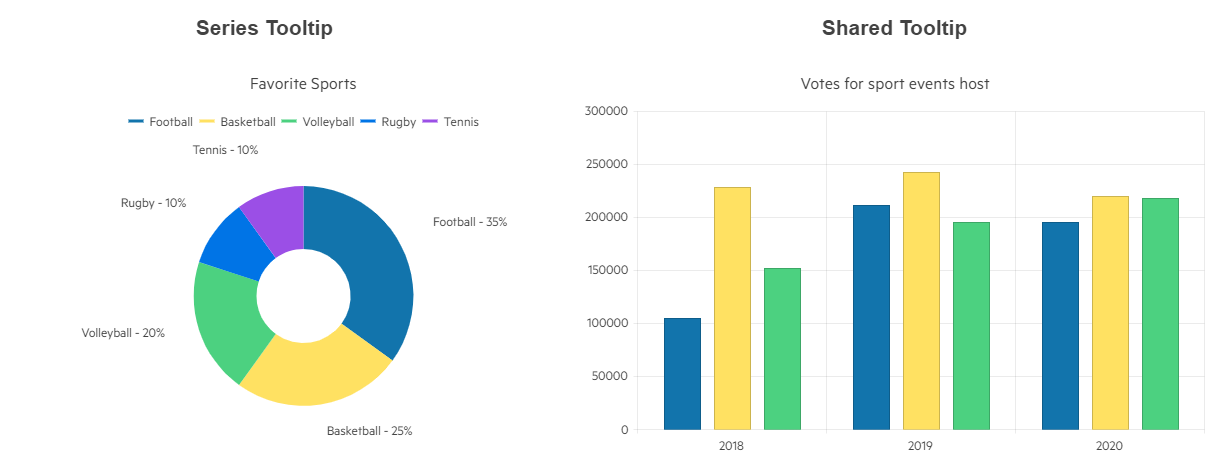 Series Tooltip
Favorite Sports
Football Basketball Volleyball Rugby Tennis
Tennis - 10%
Rugby - 10%
Football - 35%
Volleyball - 20%
Basketball - 25%
Shared Tooltip
Votes for sport events host
300000
250000
200000
150000
100000
50000
0
2018 2019 2020